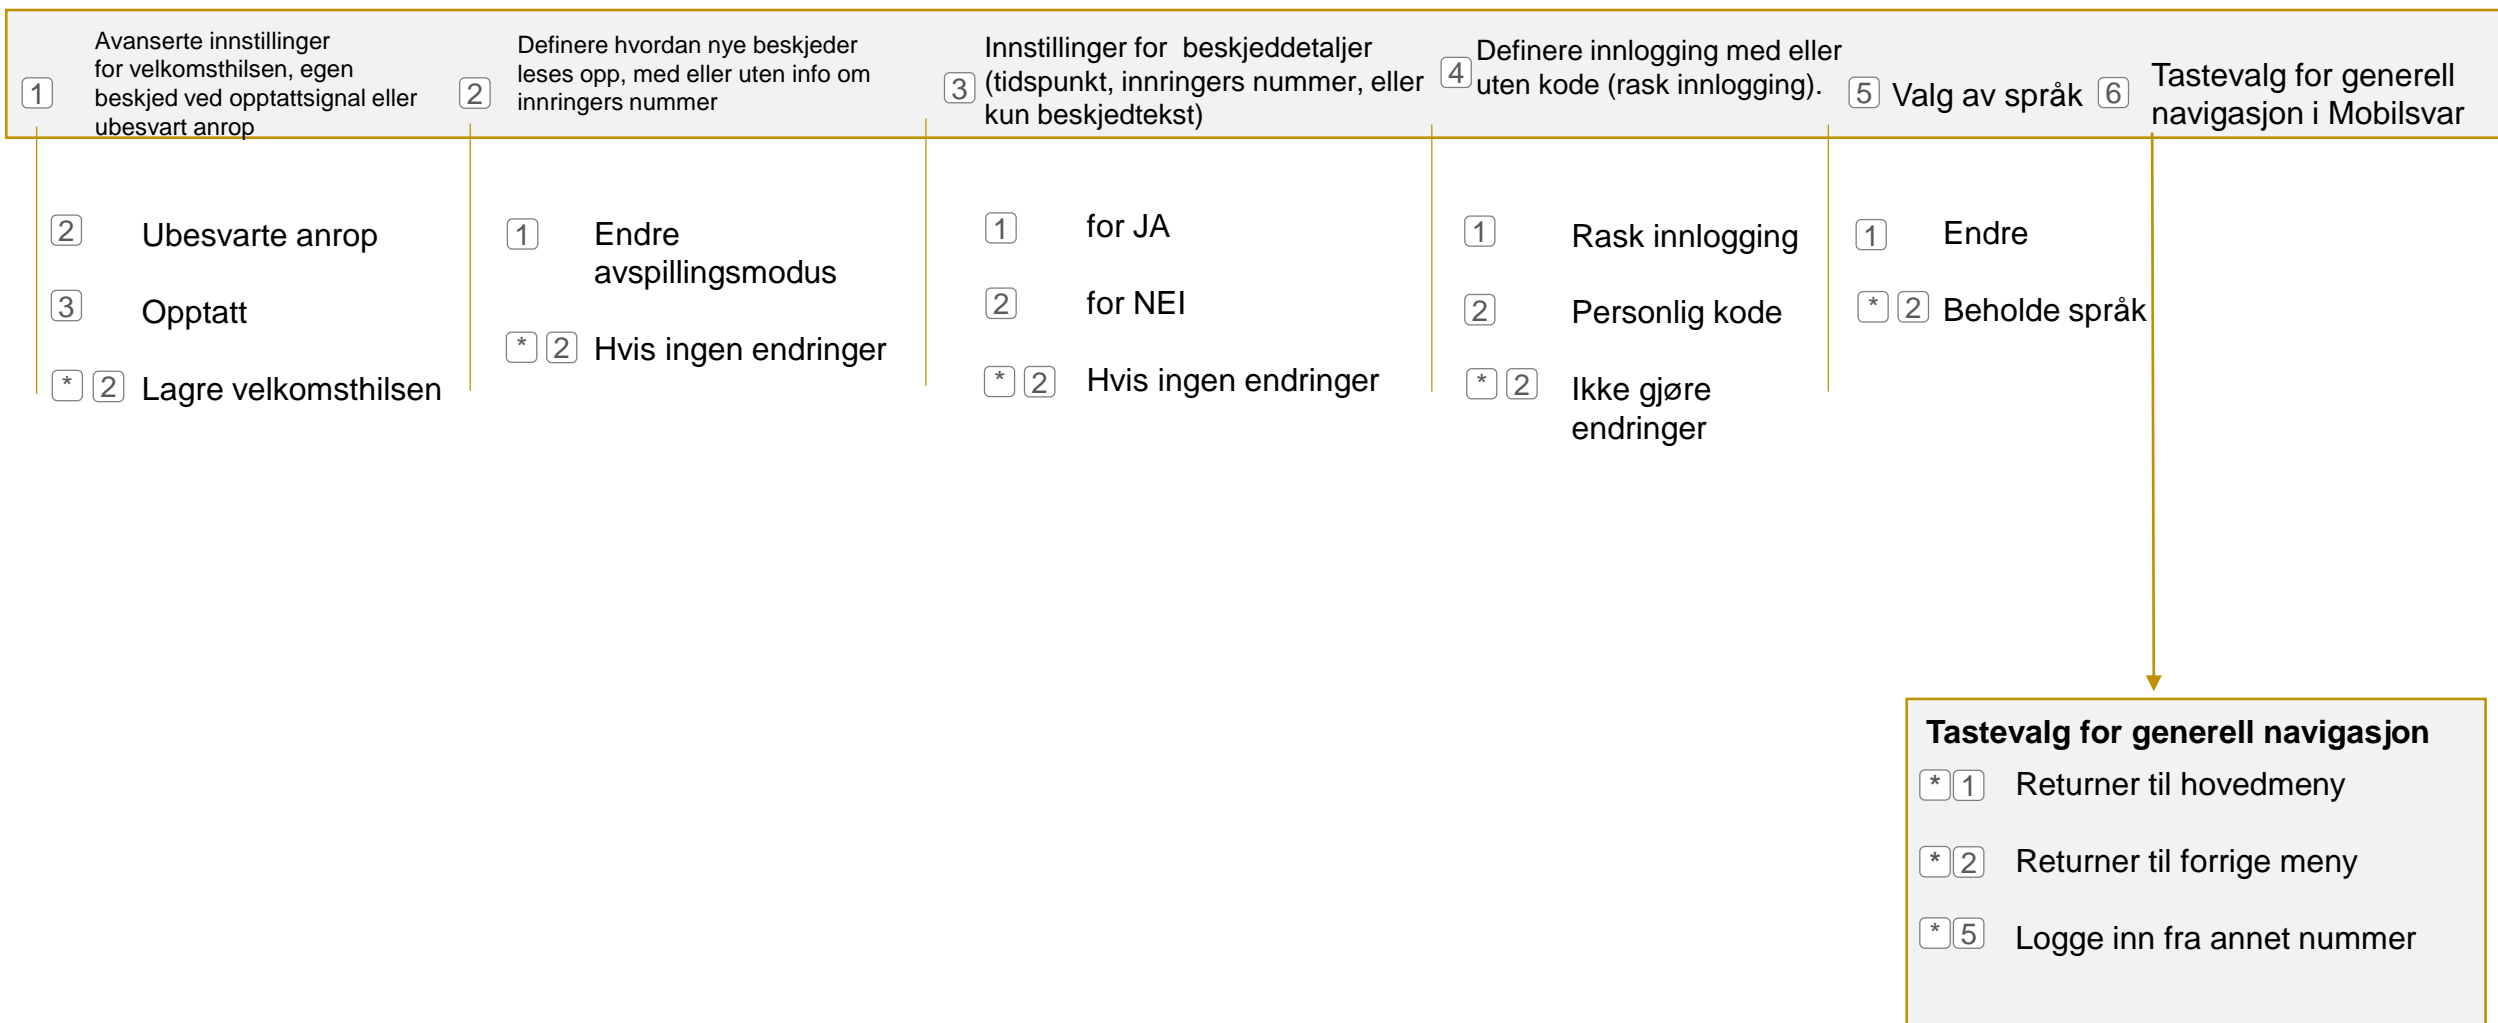 1
Avanserte innstillinger
for velkomsthilsen, egen
beskjed ved opptattsignal eller
ubesvart anrop
2
Definere hvordan nye beskjeder
leses opp, med eller uten info om
innringers nummer
3
Innstillinger for  beskjeddetaljer
(tidspunkt, innringers nummer, eller
kun beskjedtekst)
4
Definere innlogging med eller
uten kode (rask innlogging).
5 Valg av språk
6
Tastevalg for generell
navigasjon i Mobilsvar
2 Ubesvarte anrop
3 Opptatt
* 2 Lagre velkomsthilsen
1 Endre
avspillingsmodus
* 2 Hvis ingen endringer
1 for JA
2 for NEI
* 2 Hvis ingen endringer
1 Rask innlogging
2 Personlig kode
* 2 Ikke gjøre
endringer
1 Endre
* 2 Beholde språk
Tastevalg for generell navigasjon
* 1 Returner til hovedmeny
* 2 Returner til forrige meny
* 5 Logge inn fra annet nummer